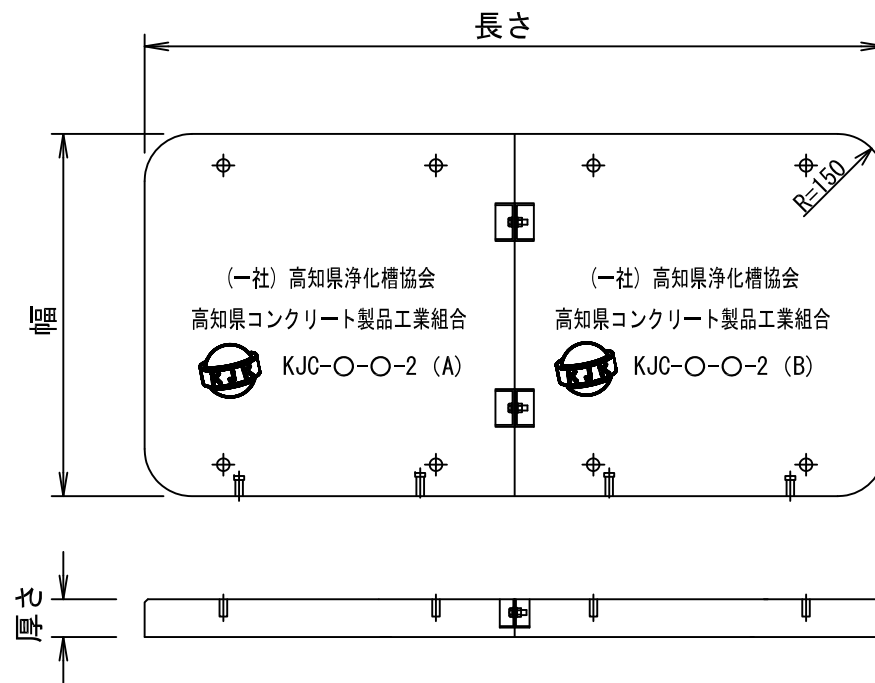 長さ
R=150
幅
(一社) 高知県浄化槽協会
高知県コンクリート製品工業組合
KJK KJC-○-○-2 (A)
(一社) 高知県浄化槽協会
高知県コンクリート製品工業組合
KJK KJC-○-○-2 (B)
厚さ